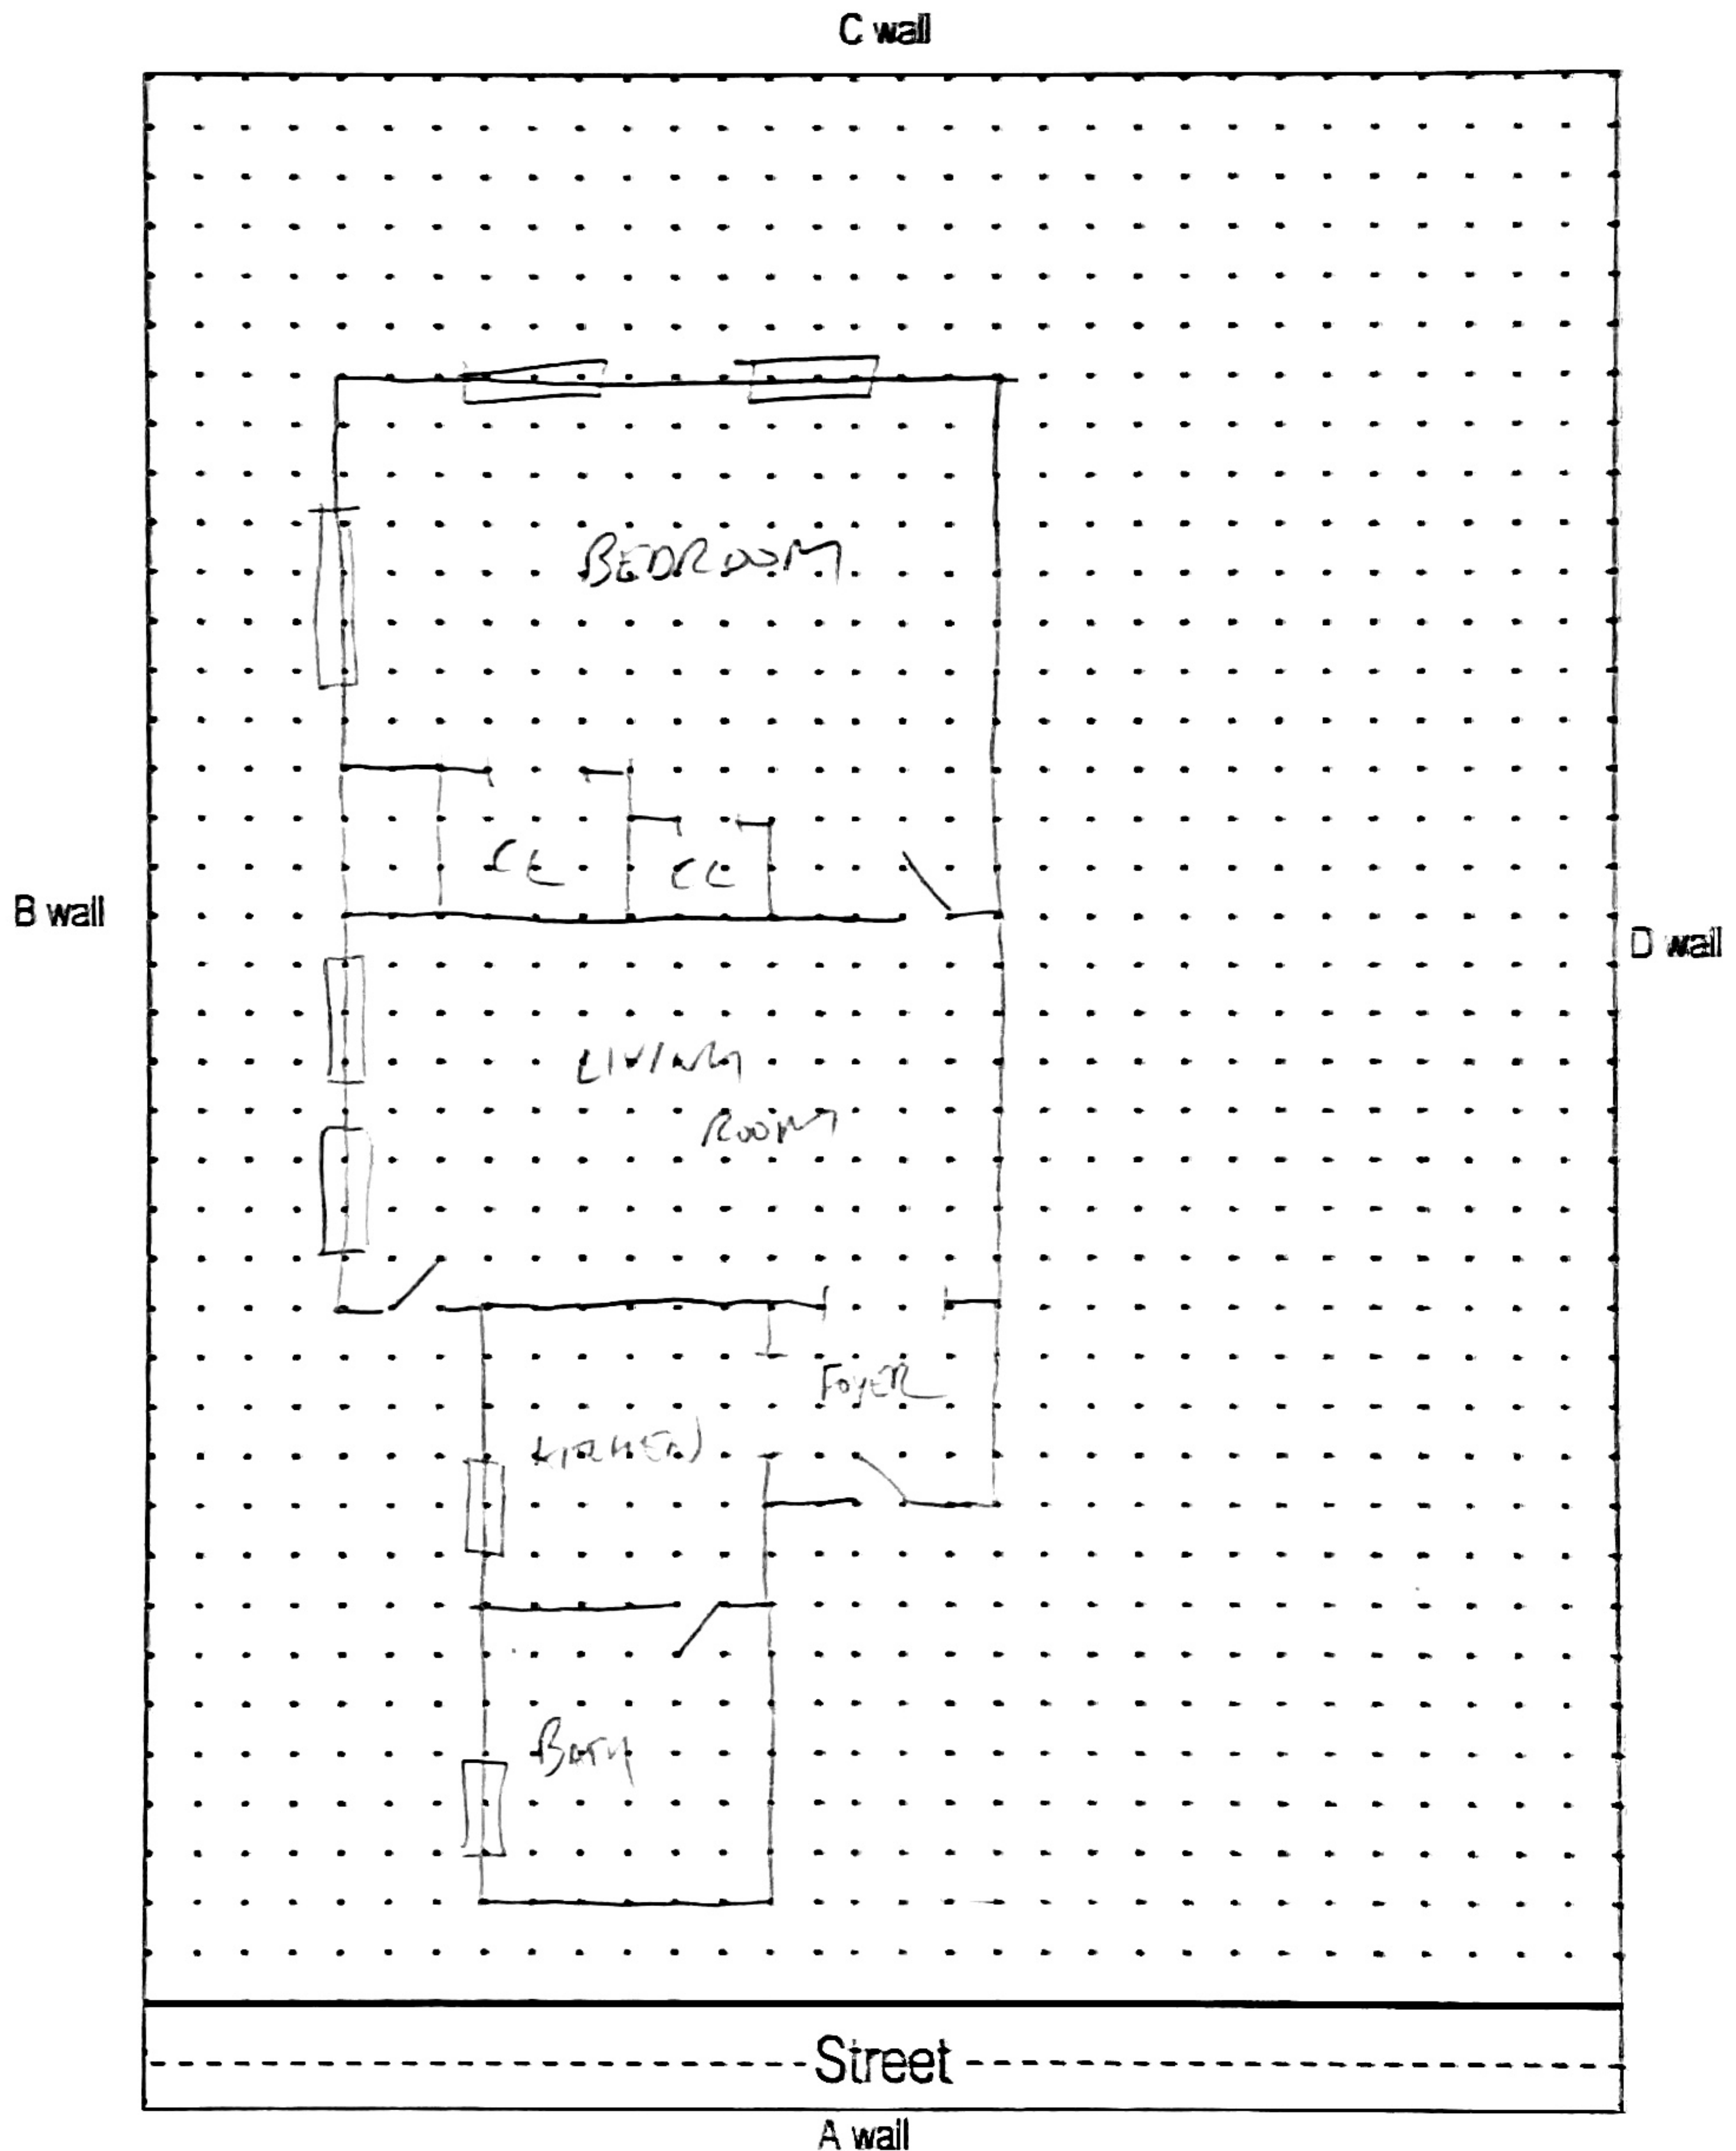 C wall
BEDROOM
CL
CL
B wall
D wall
LIVING
ROOM
FOYER
KITCHEN
BATH
Street
A wall